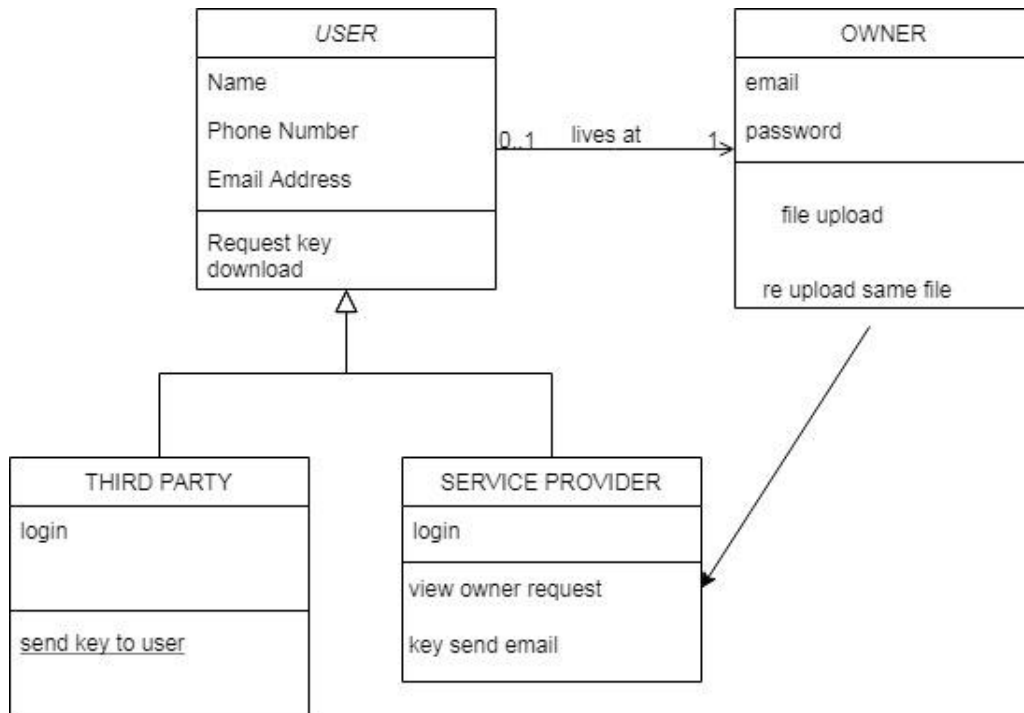 USER
Name
Phone Number
Email Address
Request key
download
0..1
lives at
1
OWNER
email
password
file upload
re upload same file
THIRD PARTY
login
send key to user
SERVICE PROVIDER
login
view owner request
key send email